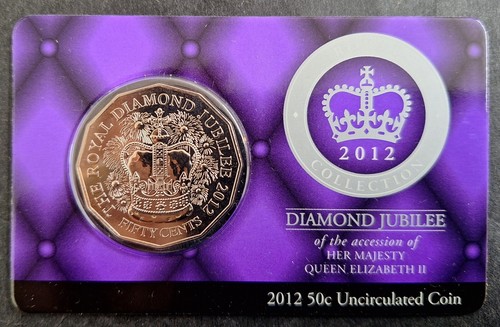 THE ROYAL DIAMOND JUBILEE 2012
FIFTY CENTS
2012
COLLECTION
DIAMOND JUBILEE
of the accession of
HER MAJESTY
QUEEN ELIZABETH II
2012 50c Uncirculated Coin